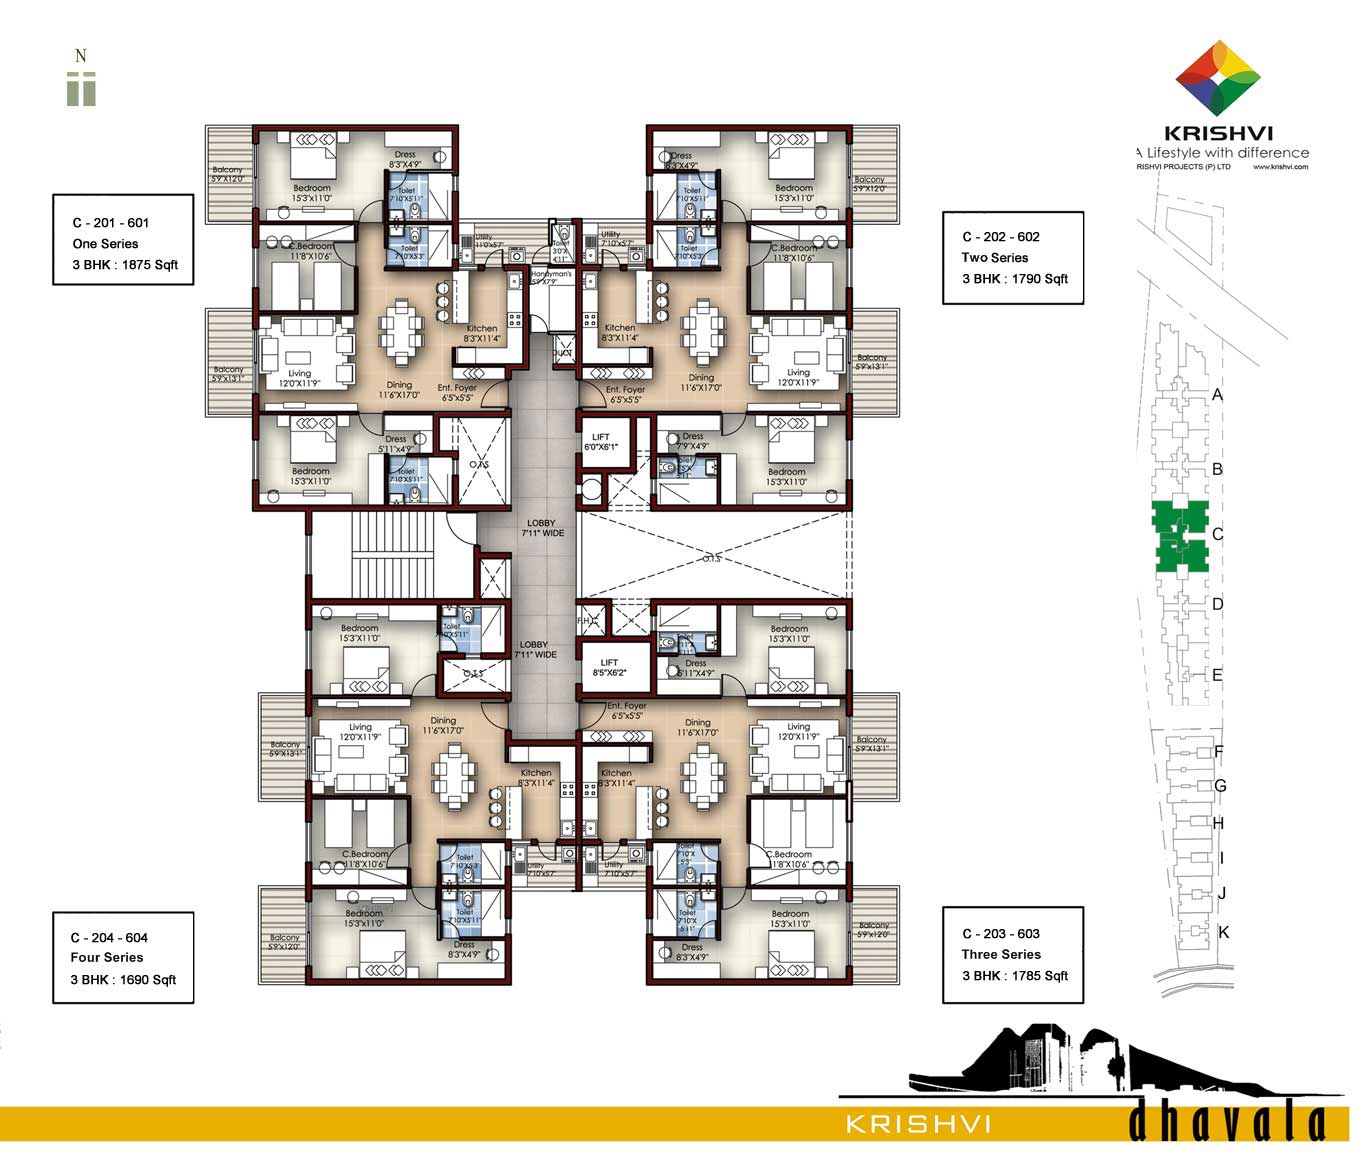 N
KRISHVI
A Lifestyle with difference
RISHVI PROJECTS (P) LTD www.krishvi.com
C - 201 - 601
One Series
3 BHK : 1875 Sqft
C - 202 - 602
Two Series
3 BHK : 1790 Sqft
Balcony
5'9"X12'0"
Bedroom
15'3"X11'0"
Dress
8'3"X4'9"
Toilet
7'10"X5'11"
C.Bedroom
11'8"X10'6"
Toilet
7'10"X5'3"
Utility
11'0"x5'7"
Toilet
3'0"X
4'11"
Handyman's
5'9"X7'9"
Kitchen
8'3"X11'4"
Balcony
5'9"x13'1"
Living
12'0"X11'9"
Dining
11'6"X17'0"
Ent. Foyer
6'5"x5'5"
DUCT
Bedroom
15'3"X11'0"
Dress
5'11"x4'9"
Toilet
7'10"X5'11"
O.T.S
Dress
8'3"X4'9"
Bedroom
15'3"X11'0"
Balcony
5'9"X12'0"
Toilet
7'10"X5'11"
Utility
7'10"x5'7"
Toilet
7'10"X5'3"
C.Bedroom
11'8"X10'6"
Kitchen
8'3"X11'4"
Dining
11'6"X17'0"
Living
12'0"X11'9"
Balcony
5'9"x13'1"
Ent. Foyer
6'5"x5'5"
LIFT
6'0"X6'1"
Dress
7'9"X4'9"
Toilet
Bedroom
15'3"X11'0"
LOBBY
7'11" WIDE
O.T.S
X
LOBBY
7'11" WIDE
F.H.C
LIFT
8'5"X6'2"
Bedroom
15'3"X11'0"
Toilet
7'10"X5'11"
O.T.S
Toilet
Bedroom
15'3"X11'0"
Dress
5'11"X4'9"
Balcony
5'9"X13'1"
Living
12'0"X11'9"
Dining
11'6"X17'0"
Kitchen
8'3"X11'4"
C.Bedroom
11'8"X10'6"
Toilet
7'10"X5'3"
Utility
7'10"x5'7"
Balcony
5'9"x12'0"
Bedroom
15'3"X11'0"
Toilet
7'10"X5'11"
Dress
8'3"X4'9"
Ent. Foyer
6'5"x5'5"
Dining
11'6"X17'0"
Living
12'0"X11'9"
Balcony
5'9"X13'1"
Kitchen
8'3"X11'4"
Utility
7'10"x5'7"
Toilet
7'10"X
5'3"
C.Bedroom
11'8"X10'6"
Toilet
7'10"X
5'11"
Bedroom
15'3"X11'0"
Dress
8'3"X4'9"
Balcony
5'9"x12'0"
A
B
C
D
E
F
G
H
I
J
K
C - 204 - 604
Four Series
3 BHK : 1690 Sqft
C - 203 - 603
Three Series
3 BHK : 1785 Sqft
KRISHVI
dhavala